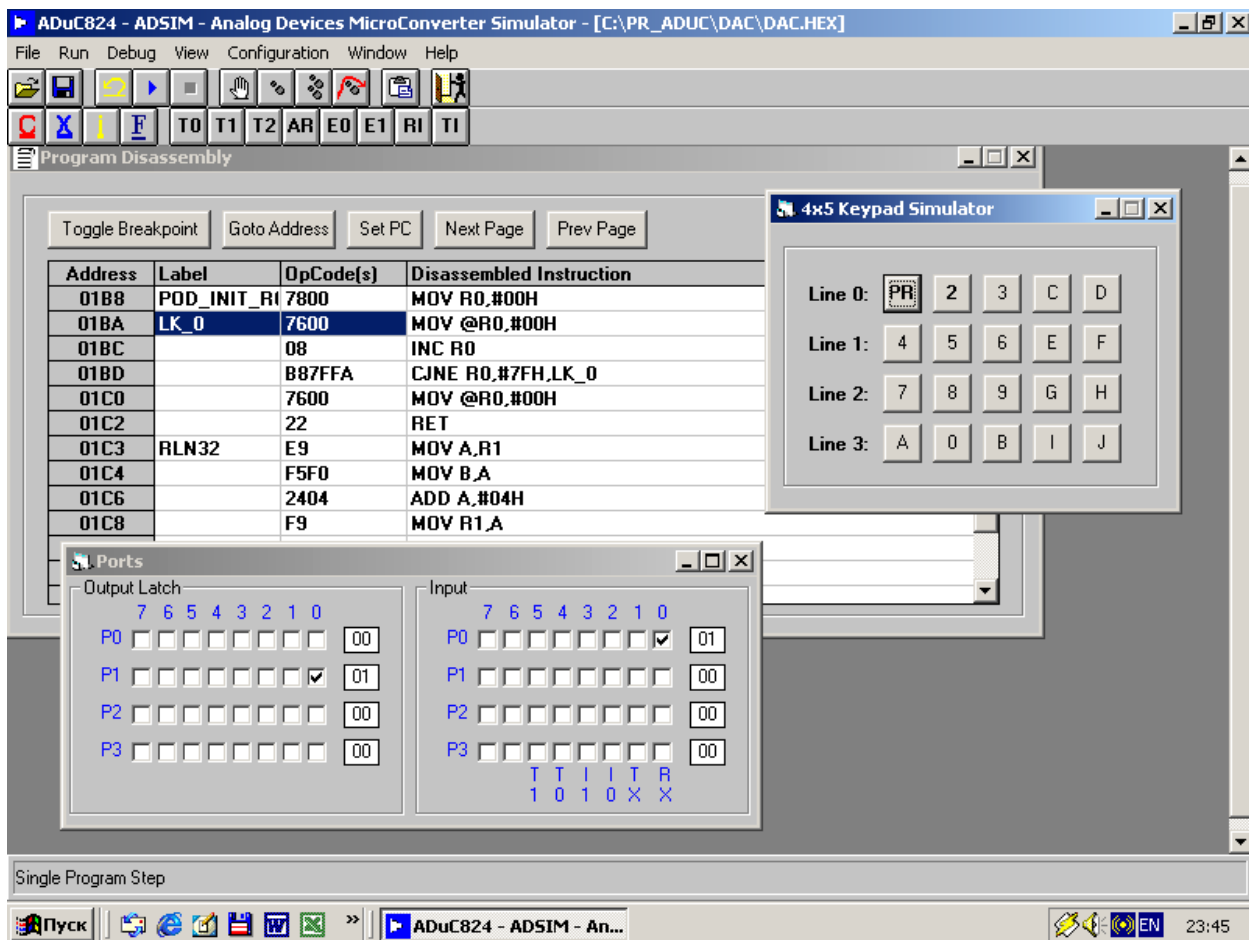 ADuC824 - ADSIM - Analog Devices MicroConverter Simulator - [C:\PR_ADUC\DAC\DAC.HEX]
File Run Debug View Configuration Window Help
C X i F T0 T1 T2 AR E0 E1 RI TI
Program Disassembly
Toggle Breakpoint Goto Address Set PC Next Page Prev Page
Address Label OpCode(s) Disassembled Instruction
01B8 POD_INIT_R( 7800 MOV R0,#00H
01BA LK_0 7600 MOV @R0,#00H
01BC 08 INC R0
01BD B87FFA CJNE R0,#7FH,LK_0
01C0 7600 MOV @R0,#00H
01C2 22 RET
01C3 RLN32 E9 MOV A,R1
01C4 F5F0 MOV B,A
01C6 2404 ADD A,#04H
01C8 F9 MOV R1,A
4x5 Keypad Simulator
Line 0: PR 2 3 C D
Line 1: 4 5 6 E F
Line 2: 7 8 9 G H
Line 3: A 0 B I J
Ports
Output Latch
7 6 5 4 3 2 1 0
P0 00
P1 01
P2 00
P3 00
Input
7 6 5 4 3 2 1 0
P0 01
P1 00
P2 00
P3 00
T T I I T R
1 0 1 0 X X
Single Program Step
Пуск » ADuC824 - ADSIM - An... EN 23:45